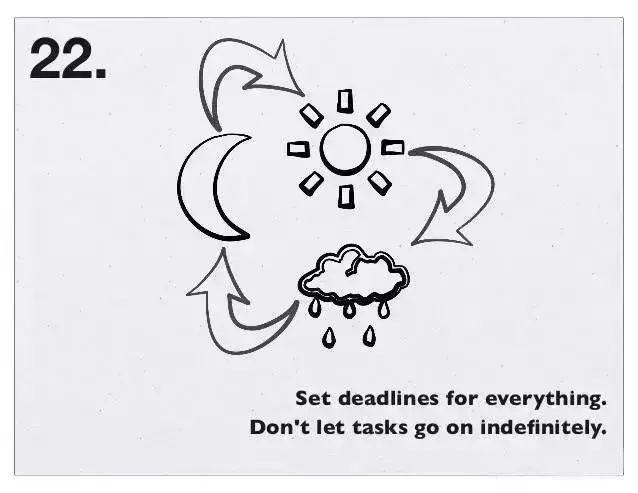 22.
Set deadlines for everything.
Don't let tasks go on indefinitely.